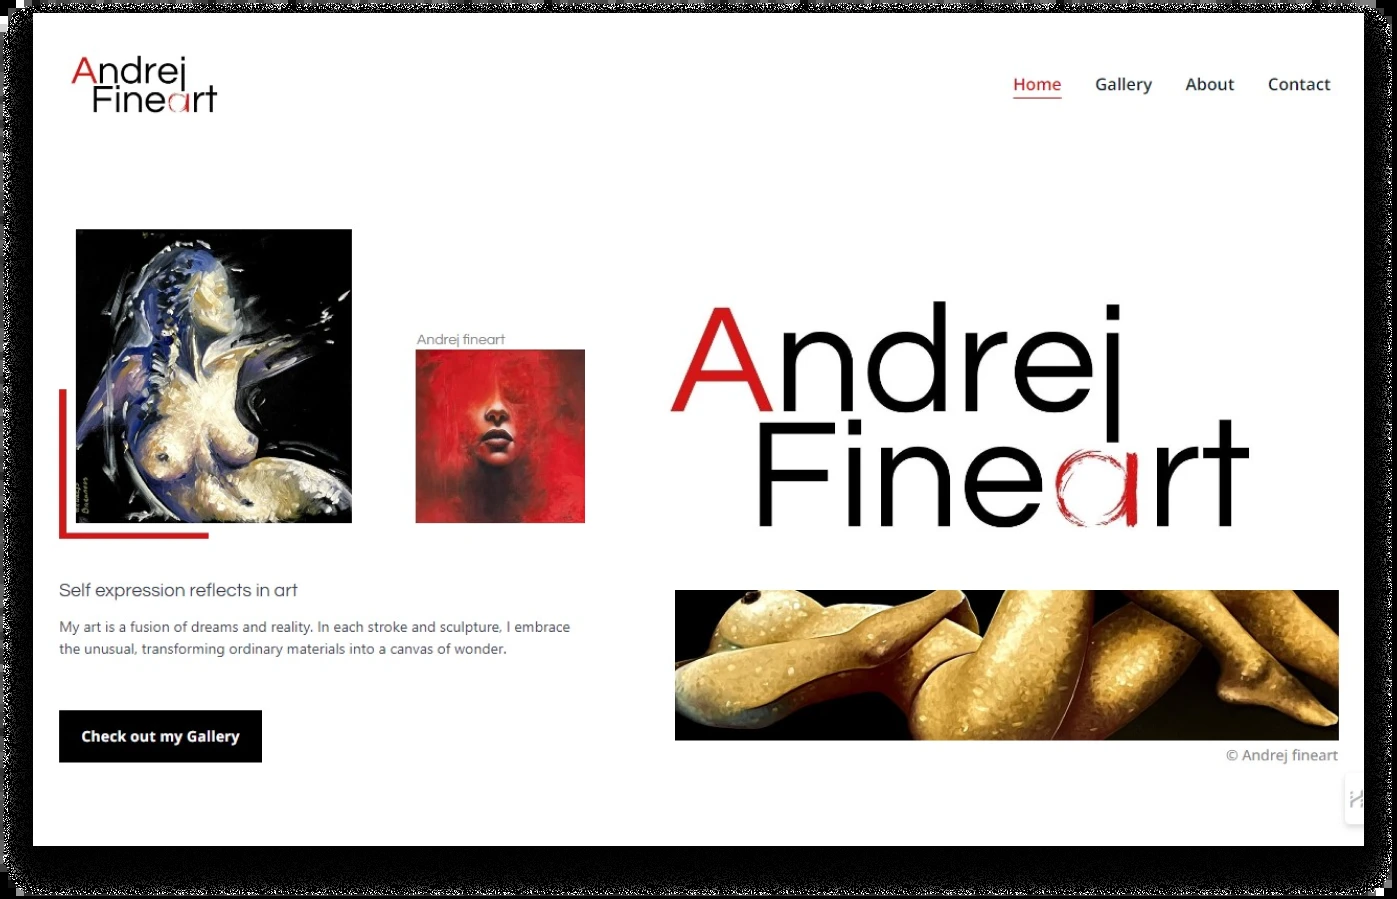 Andrej
Fineart
Home
Gallery
About
Contact
Andrej fineart
Andrej
Fineart
Self expression reflects in art
My art is a fusion of dreams and reality. In each stroke and sculpture, I embrace
the unusual, transforming ordinary materials into a canvas of wonder.
Check out my Gallery
© Andrej fineart